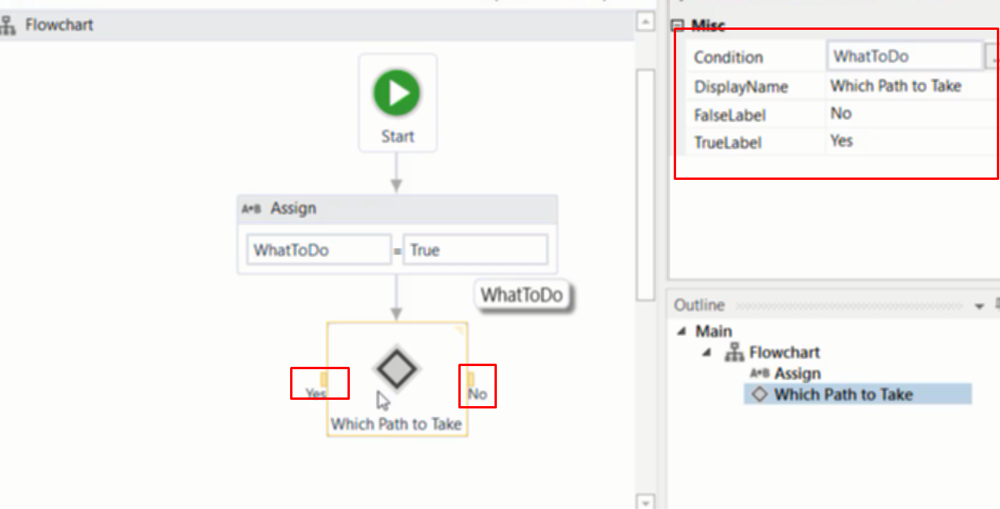 Flowchart
Start
A+B Assign
WhatToDo = True
WhatToDo
Yes
No
Which Path to Take
Misc
Condition WhatToDo
DisplayName Which Path to Take
FalseLabel No
TrueLabel Yes
Outline
Main
Flowchart
A+B Assign
Which Path to Take